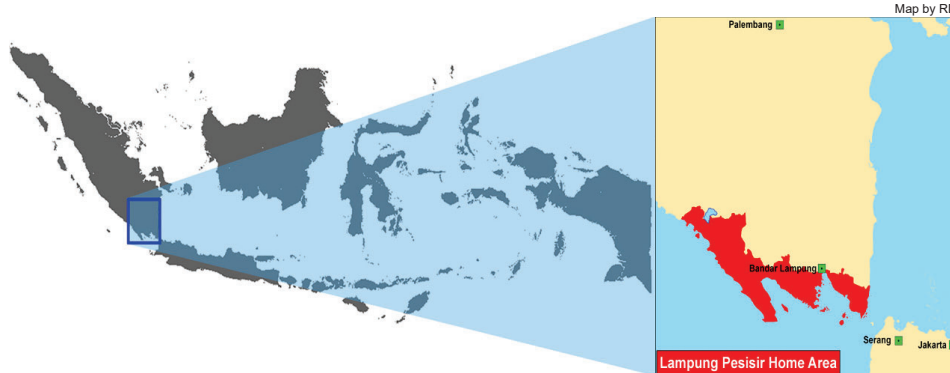 Map by
Palembang
Bandar Lampung
Serang
Jakarta
Lampung Pesisir Home Area